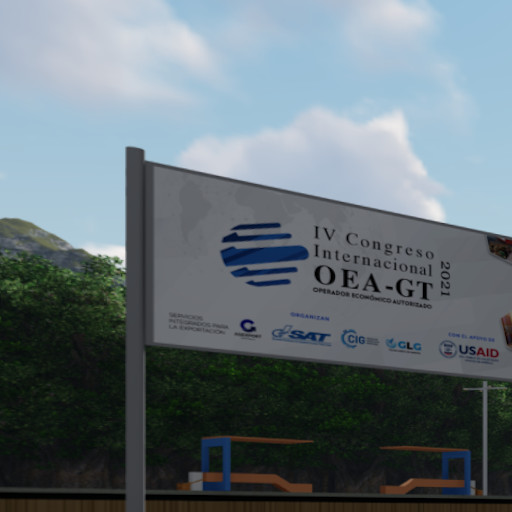 IV Congreso
Internacional
OEA-GT
2021
OPERADOR ECONÓMICO AUTORIZADO
ORGANIZAN
SERVICIOS
INTEGRADOS PARA
LA EXPORTACIÓN
SAT
CIG
GLG
CON EL APOYO DE
USAID